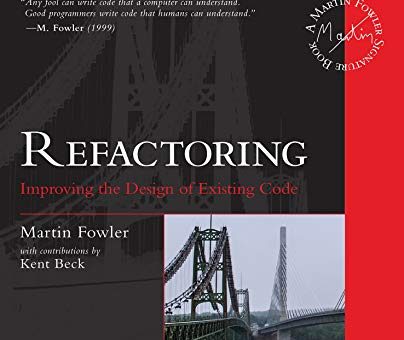 "Any fool can write code that a computer can understand.
Good programmers write code that humans can understand."
—M. Fowler (1999)
A MARTIN FOWLER SIGNATURE BOOK
Martin
REFACTORING
Improving the Design of Existing Code
Martin Fowler
with contributions by
Kent Beck